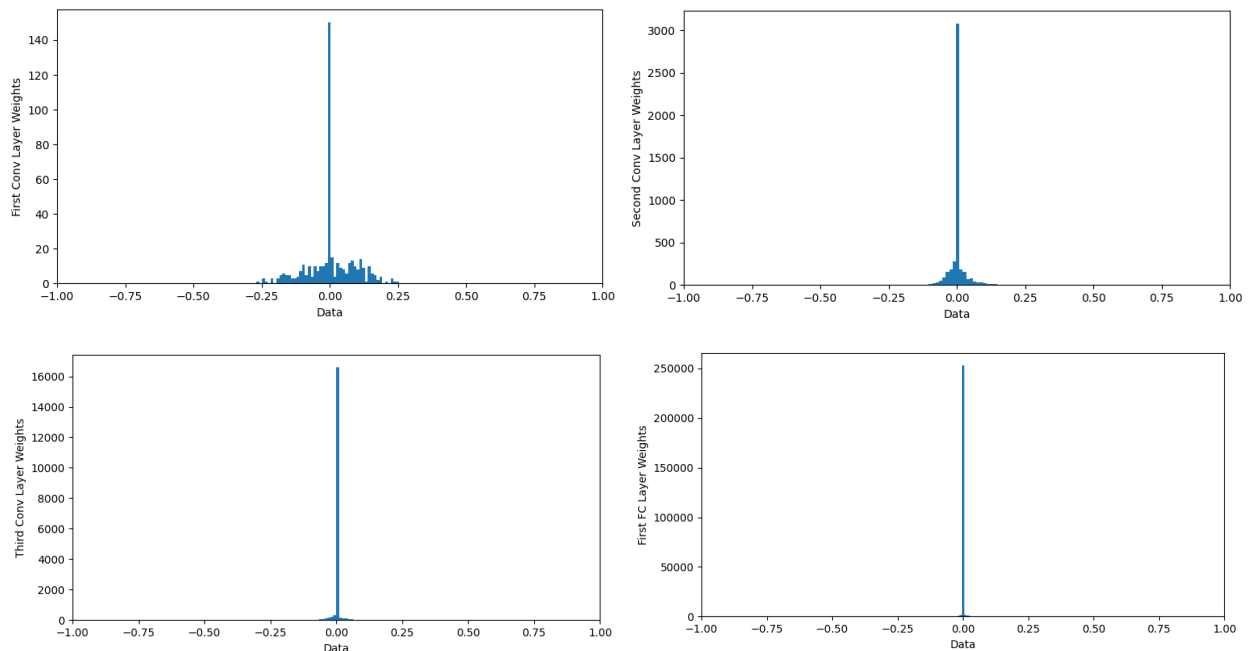 First Conv Layer Weights
140
120
100
80
60
40
20
0
−1.00 −0.75 −0.50 −0.25 0.00 0.25 0.50 0.75 1.00
Data
Second Conv Layer Weights
3000
2500
2000
1500
1000
500
0
−1.00 −0.75 −0.50 −0.25 0.00 0.25 0.50 0.75 1.00
Data
Third Conv Layer Weights
16000
14000
12000
10000
8000
6000
4000
2000
0
−1.00 −0.75 −0.50 −0.25 0.00 0.25 0.50 0.75 1.00
Data
First FC Layer Weights
250000
200000
150000
100000
50000
0
−1.00 −0.75 −0.50 −0.25 0.00 0.25 0.50 0.75 1.00
Data